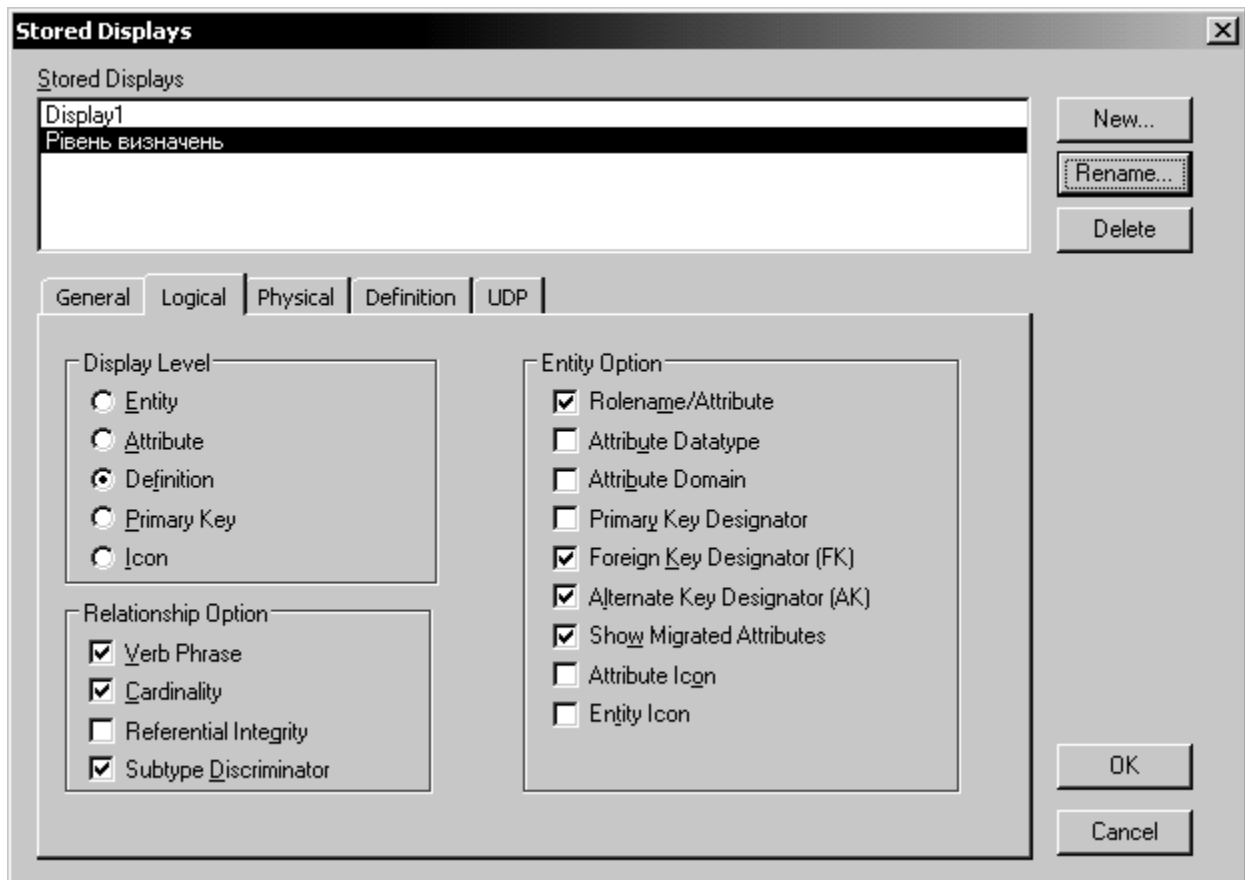 Stored Displays
Stored Displays
Display1
Рівень визначень
New...
Rename...
Delete
General Logical Physical Definition UDP
Display Level
Entity
Attribute
Definition
Primary Key
Icon
Relationship Option
Verb Phrase
Cardinality
Referential Integrity
Subtype Discriminator
Entity Option
Rolename/Attribute
Attribute Datatype
Attribute Domain
Primary Key Designator
Foreign Key Designator (FK)
Alternate Key Designator (AK)
Show Migrated Attributes
Attribute Icon
Entity Icon
OK
Cancel